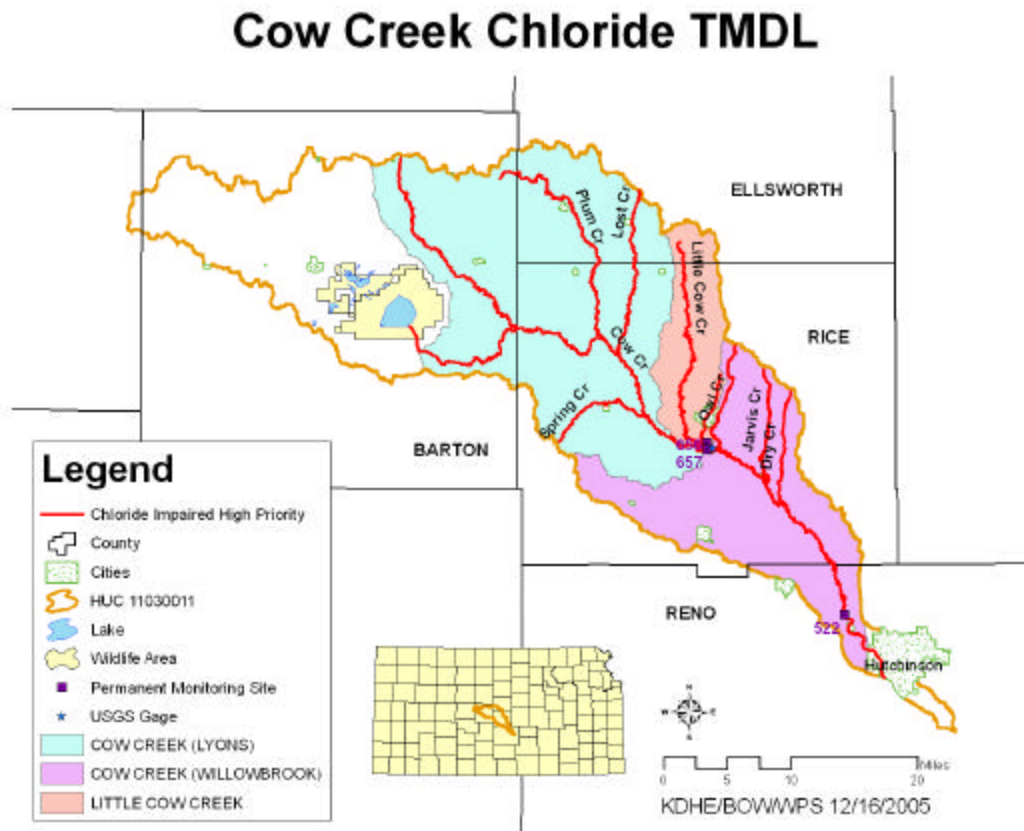 Cow Creek Chloride TMDL
ELLSWORTH
Plum Cr
Lost Cr
Little Cow Cr
RICE
Cow Cr
Owl Cr
Spring Cr
Jarvis Cr
Dry Cr
BARTON
657
Legend
Chloride Impaired High Priority
County
Cities
HUC 11030011
Lake
Wildlife Area
Permanent Monitoring Site
USGS Gage
COW CREEK (LYONS)
COW CREEK (WILLOWBROOK)
LITTLE COW CREEK
RENO
522
Hutchinson
N
W E
S
Miles
0 5 10 20
KDHE/BOW/WPS 12/16/2005